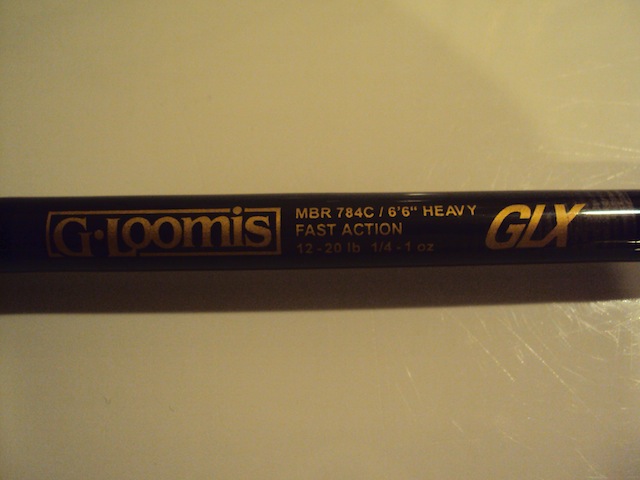 G·Loomis
MBR 784C / 6'6" HEAVY
FAST ACTION
12 - 20 lb 1/4 - 1 oz
GLX